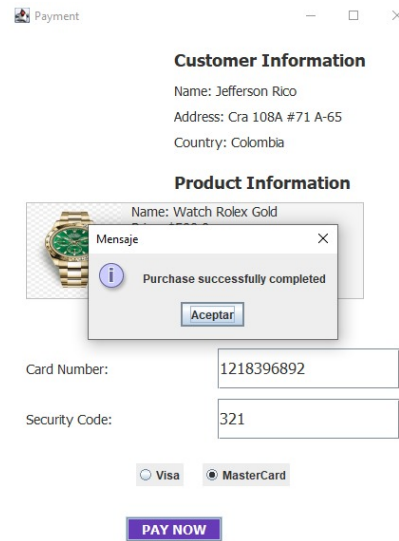 Payment
Customer Information
Name: Jefferson Rico
Address: Cra 108A #71 A-65
Country: Colombia
Product Information
Name: Watch Rolex Gold
Mensaje
Purchase successfully completed
Aceptar
Card Number:
1218396892
Security Code:
321
Visa
MasterCard
PAY NOW